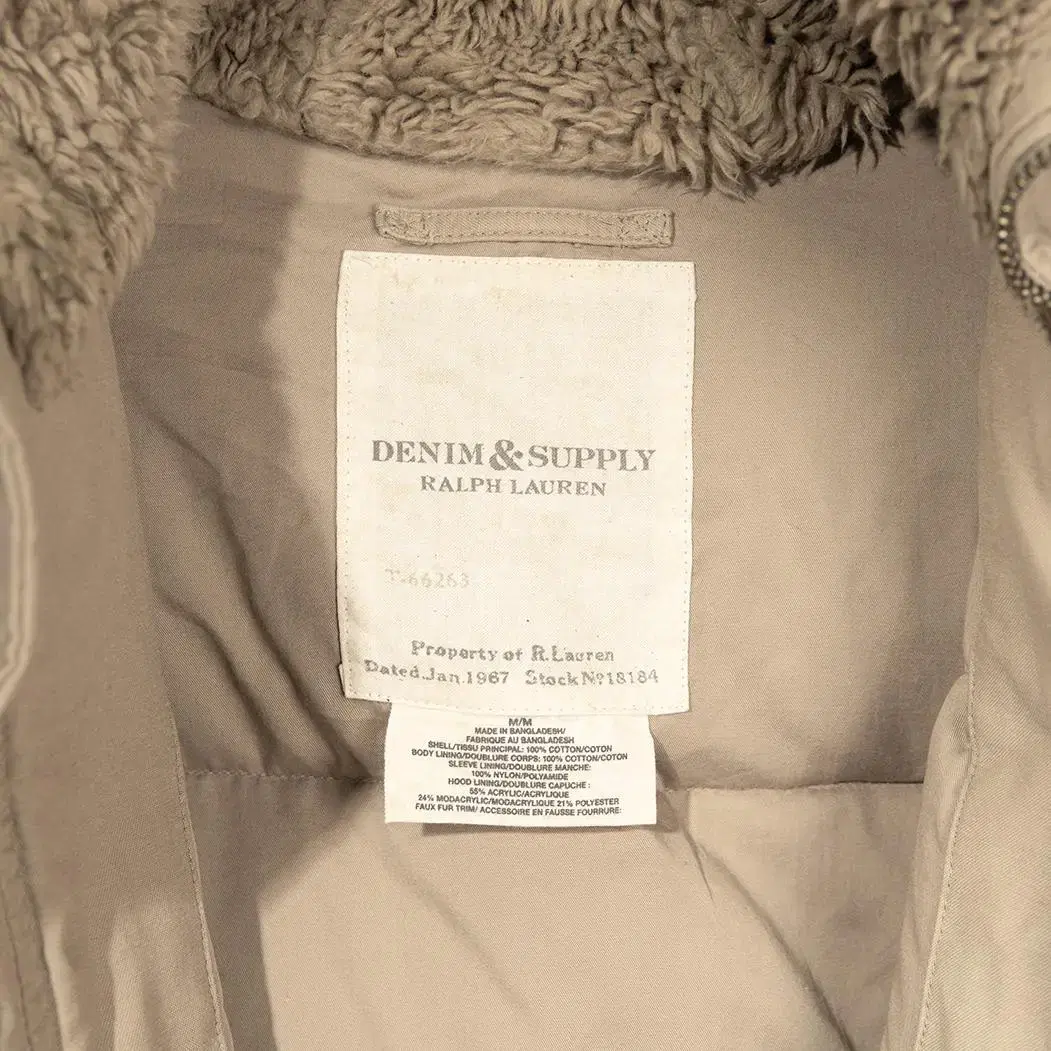 DENIM & SUPPLY
RALPH LAUREN
T-66263
Property of R.Lauren
Dated.Jan.1967 Stock Nº18184
M/M
MADE IN BANGLADESH/
FABRIQUE AU BANGLADESH
SHELL/TISSU PRINCIPAL: 100% COTTON/COTON
BODY LINING/DOUBLURE CORPS: 100% COTTON/COTON
SLEEVE LINING/DOUBLURE MANCHE:
100% NYLON/POLYAMIDE
HOOD LINING/DOUBLURE CAPUCHE :
55% ACRYLIC/ACRYLIQUE
24% MODACRYLIC/MODACRYLIQUE 21% POLYESTER
FAUX FUR TRIM/ ACCESSOIRE EN FAUSSE FOURRURE: